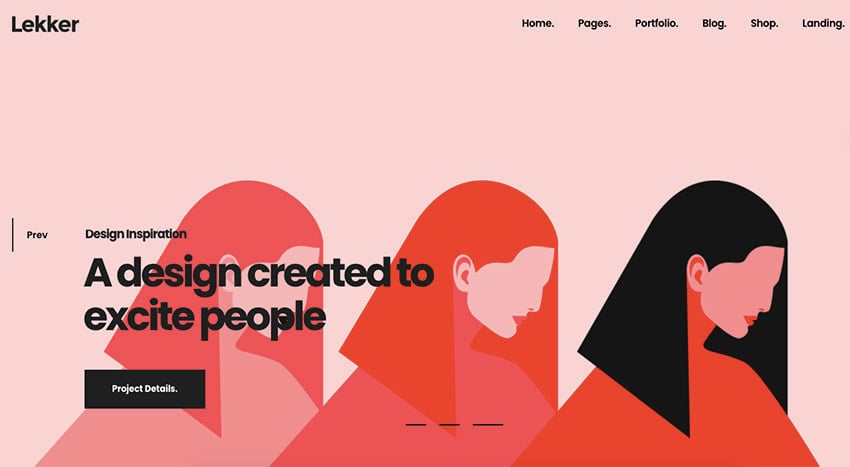 Lekker
Home. Pages. Portfolio. Blog. Shop. Landing.
Prev
Design Inspiration
A design created to
excite people
Project Details.